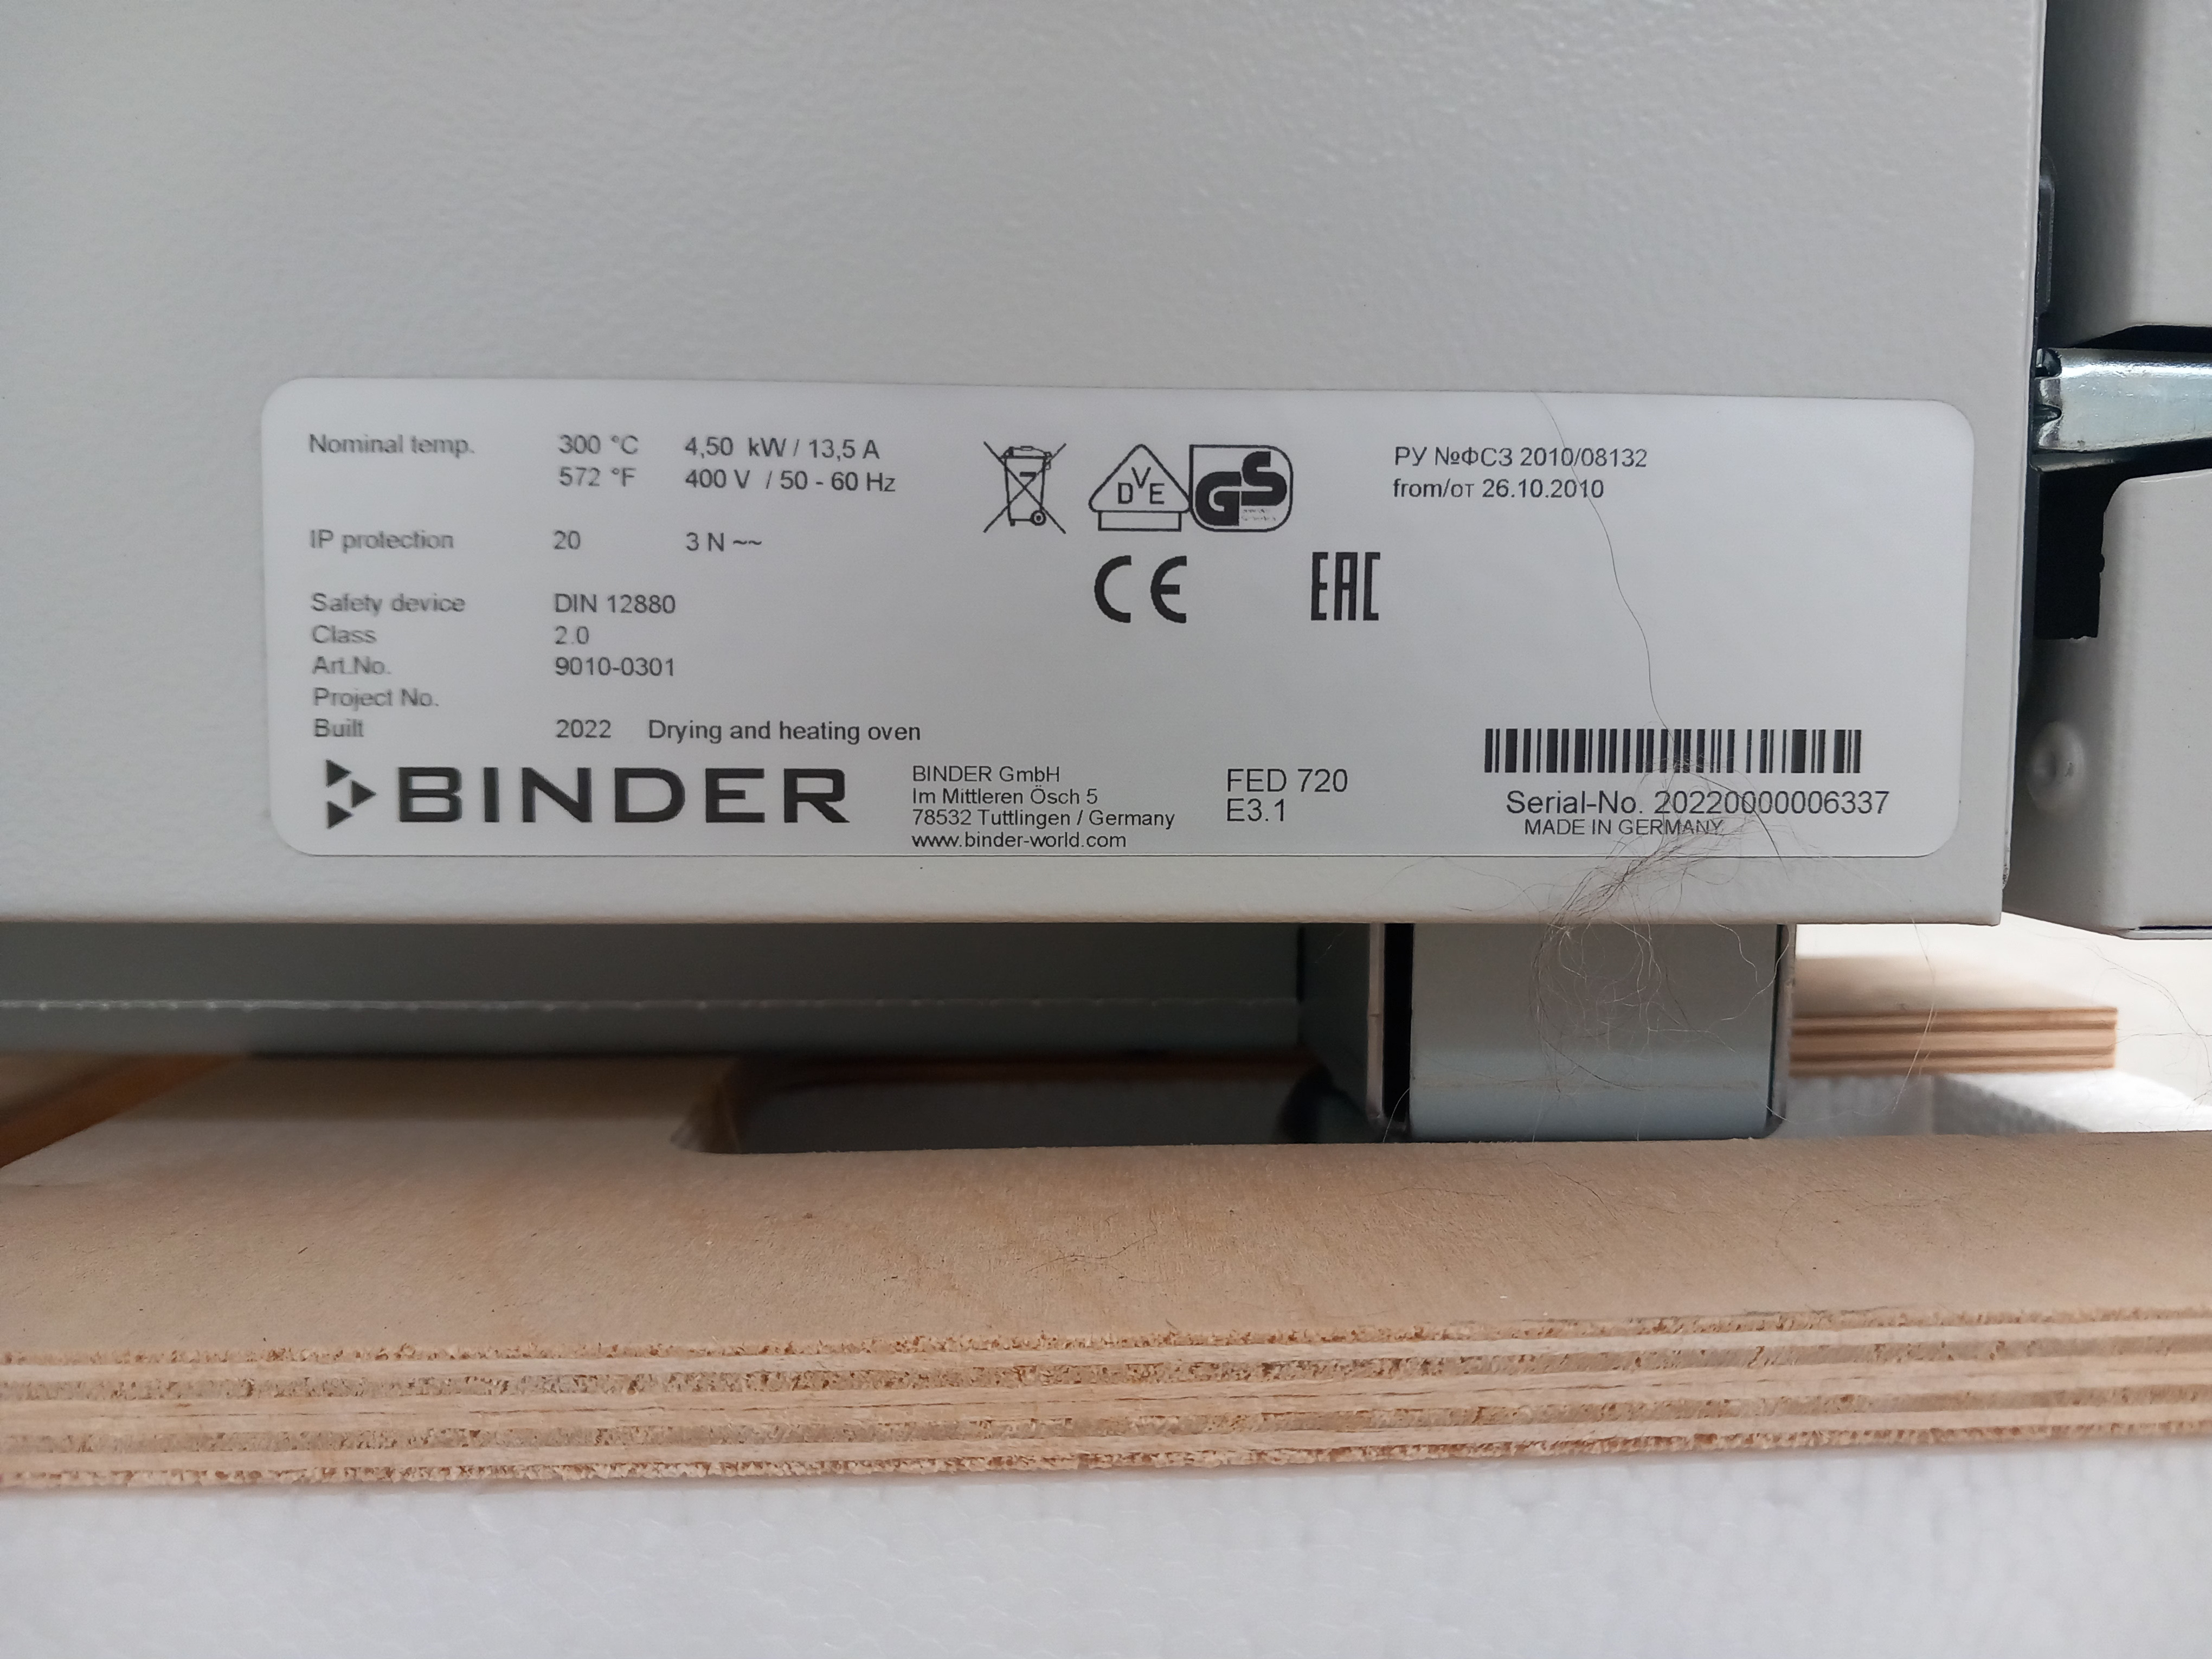 Nominal temp. 300 °C 4,50 kW / 13,5 A
572 °F 400 V / 50 - 60 Hz
IP protection 20 3 N ~~
Safety device DIN 12880
Class 2.0
Art.No. 9010-0301
Project No.
Built 2022 Drying and heating oven
BINDER
BINDER GmbH
Im Mittleren Ösch 5
78532 Tuttlingen / Germany
www.binder-world.com
FED 720
E3.1
DVE
GS
CE
EAC
РУ №ФСЗ 2010/08132
from/от 26.10.2010
Serial-No. 20220000006337
MADE IN GERMANY